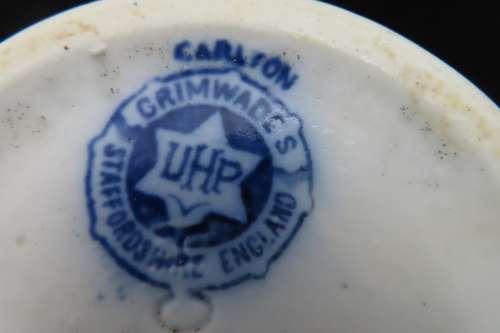 CARLTON
GRIMWADES
UHP
STAFFORDSHIRE ENGLAND